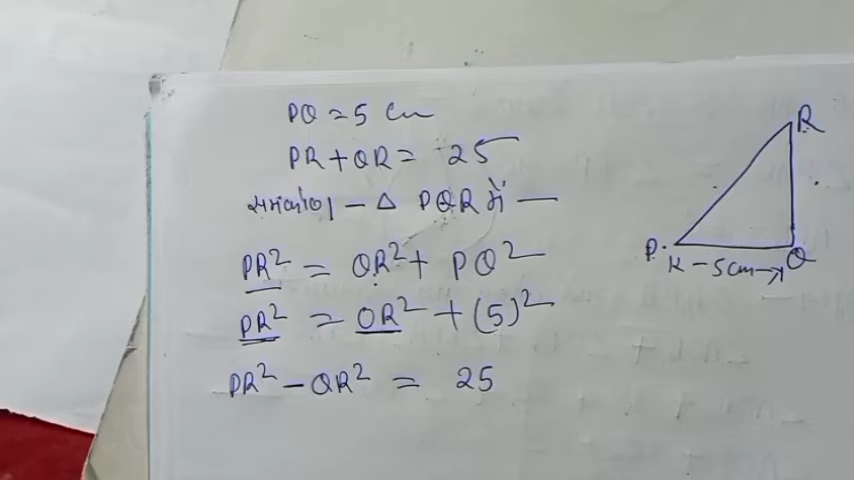 PQ = 5 cm
PR + QR = 25
समकोण - Δ PQR में —
PR² = QR² + PQ²
PR² = QR² + (5)²
PR² - QR² = 25
R
P
Q
K - 5cm →